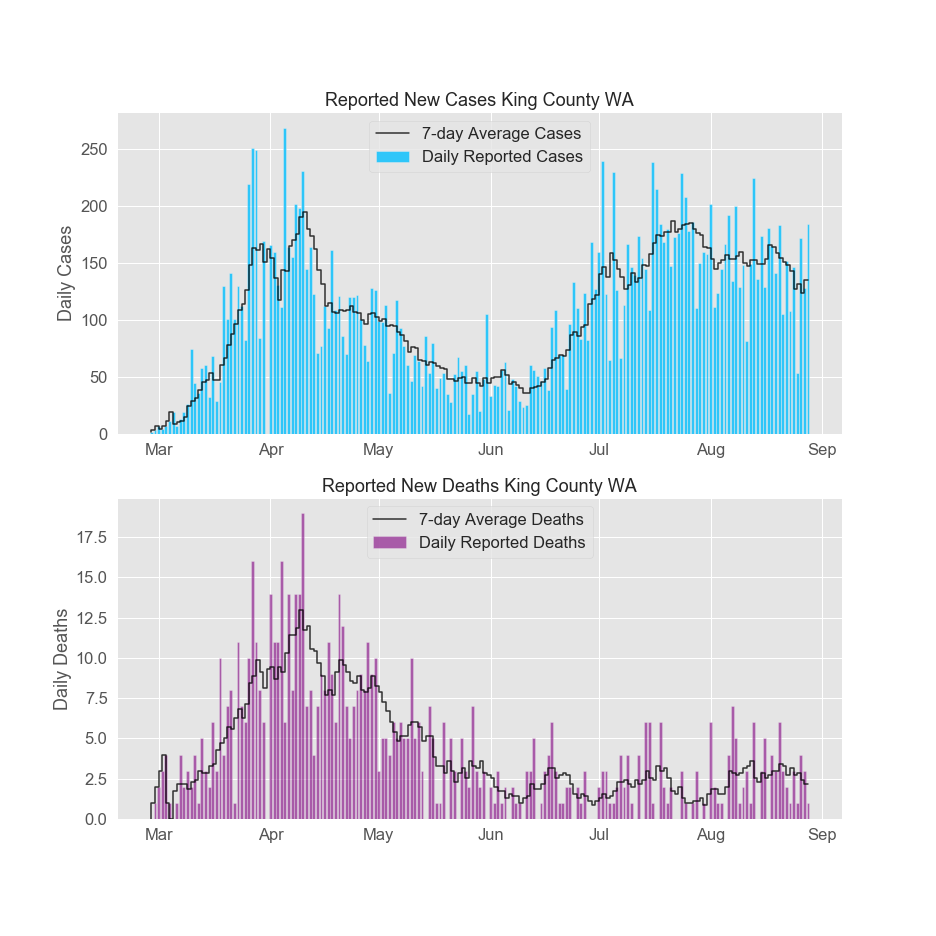 Reported New Cases King County WA
7-day Average Cases
Daily Reported Cases
Daily Cases
250
200
150
100
50
0
Mar Apr May Jun Jul Aug Sep
Reported New Deaths King County WA
7-day Average Deaths
Daily Reported Deaths
Daily Deaths
17.5
15.0
12.5
10.0
7.5
5.0
2.5
0.0
Mar Apr May Jun Jul Aug Sep